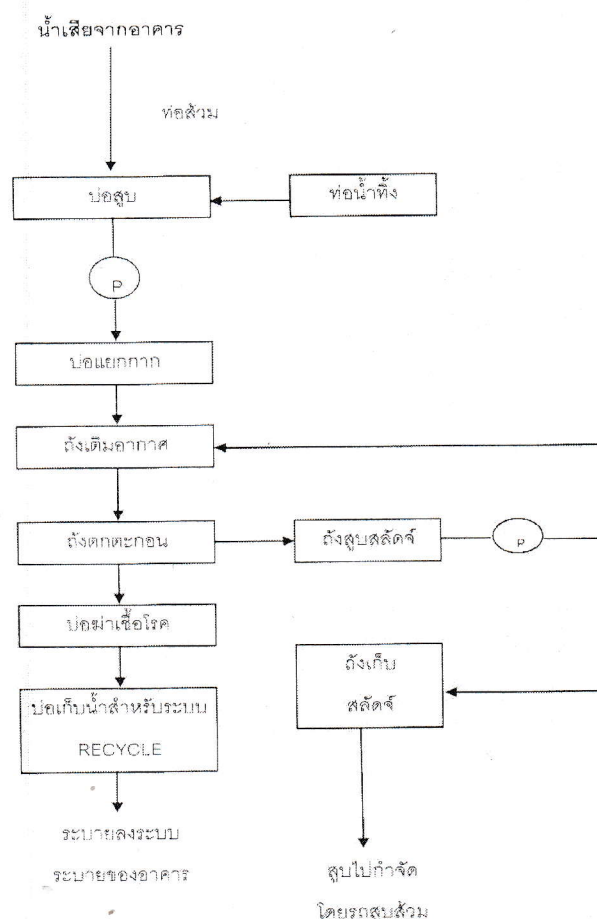 น้ำเสียจากอาคาร
ท่อส้วม
บ่อสูบ
ท่อน้ำทิ้ง
P
บ่อแยกกาก
ถังเติมอากาศ
ถังตกตะกอน
ถังสูบสลัดจ์
P
บ่อฆ่าเชื้อโรค
ถังเก็บ
สลัดจ์
บ่อเก็บน้ำสำหรับระบบ
RECYCLE
ระบายลงระบบ
ระบายของอาคาร
สูบไปกำจัด
โดยรถสูบส้วม